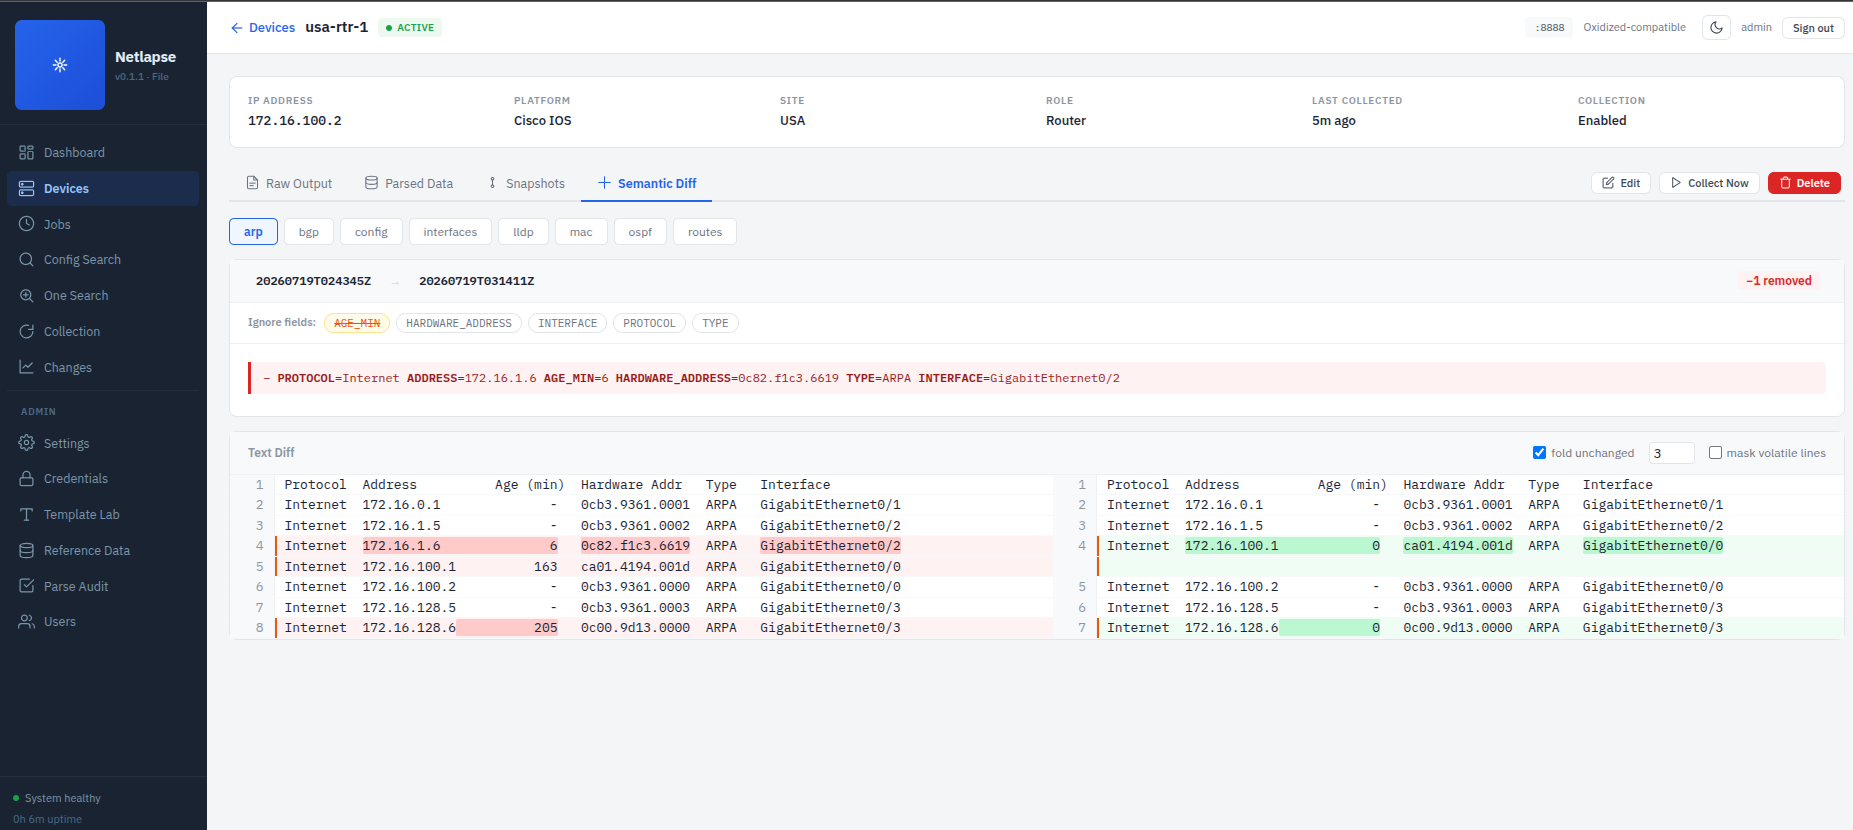 Netlapse
v0.1.1 · File
Dashboard
Devices
Jobs
Config Search
One Search
Collection
Changes
ADMIN
Settings
Credentials
Template Lab
Reference Data
Parse Audit
Users
System healthy
0h 6m uptime
← Devices usa-rtr-1 ACTIVE
:8888 Oxidized-compatible admin Sign out
IP ADDRESS PLATFORM SITE ROLE LAST COLLECTED COLLECTION
172.16.100.2 Cisco IOS USA Router 5m ago Enabled
Raw Output Parsed Data Snapshots Semantic Diff Edit Collect Now Delete
arp bgp config interfaces lldp mac ospf routes
20260719T024345Z → 20260719T031411Z −1 removed
Ignore fields: AGE_MIN HARDWARE_ADDRESS INTERFACE PROTOCOL TYPE
− PROTOCOL=Internet ADDRESS=172.16.1.6 AGE_MIN=6 HARDWARE_ADDRESS=0c82.f1c3.6619 TYPE=ARPA INTERFACE=GigabitEthernet0/2
Text Diff fold unchanged 3 mask volatile lines
1 Protocol Address Age (min) Hardware Addr Type Interface
2 Internet 172.16.0.1 - 0cb3.9361.0001 ARPA GigabitEthernet0/1
3 Internet 172.16.1.5 - 0cb3.9361.0002 ARPA GigabitEthernet0/2
4 Internet 172.16.1.6 6 0c82.f1c3.6619 ARPA GigabitEthernet0/2
5 Internet 172.16.100.1 163 ca01.4194.001d ARPA GigabitEthernet0/0
6 Internet 172.16.100.2 - 0cb3.9361.0000 ARPA GigabitEthernet0/0
7 Internet 172.16.128.5 - 0cb3.9361.0003 ARPA GigabitEthernet0/3
8 Internet 172.16.128.6 205 0c00.9d13.0000 ARPA GigabitEthernet0/3
1 Protocol Address Age (min) Hardware Addr Type Interface
2 Internet 172.16.0.1 - 0cb3.9361.0001 ARPA GigabitEthernet0/1
3 Internet 172.16.1.5 - 0cb3.9361.0002 ARPA GigabitEthernet0/2
4 Internet 172.16.100.1 0 ca01.4194.001d ARPA GigabitEthernet0/0
5 Internet 172.16.100.2 - 0cb3.9361.0000 ARPA GigabitEthernet0/0
6 Internet 172.16.128.5 - 0cb3.9361.0003 ARPA GigabitEthernet0/3
7 Internet 172.16.128.6 0 0c00.9d13.0000 ARPA GigabitEthernet0/3